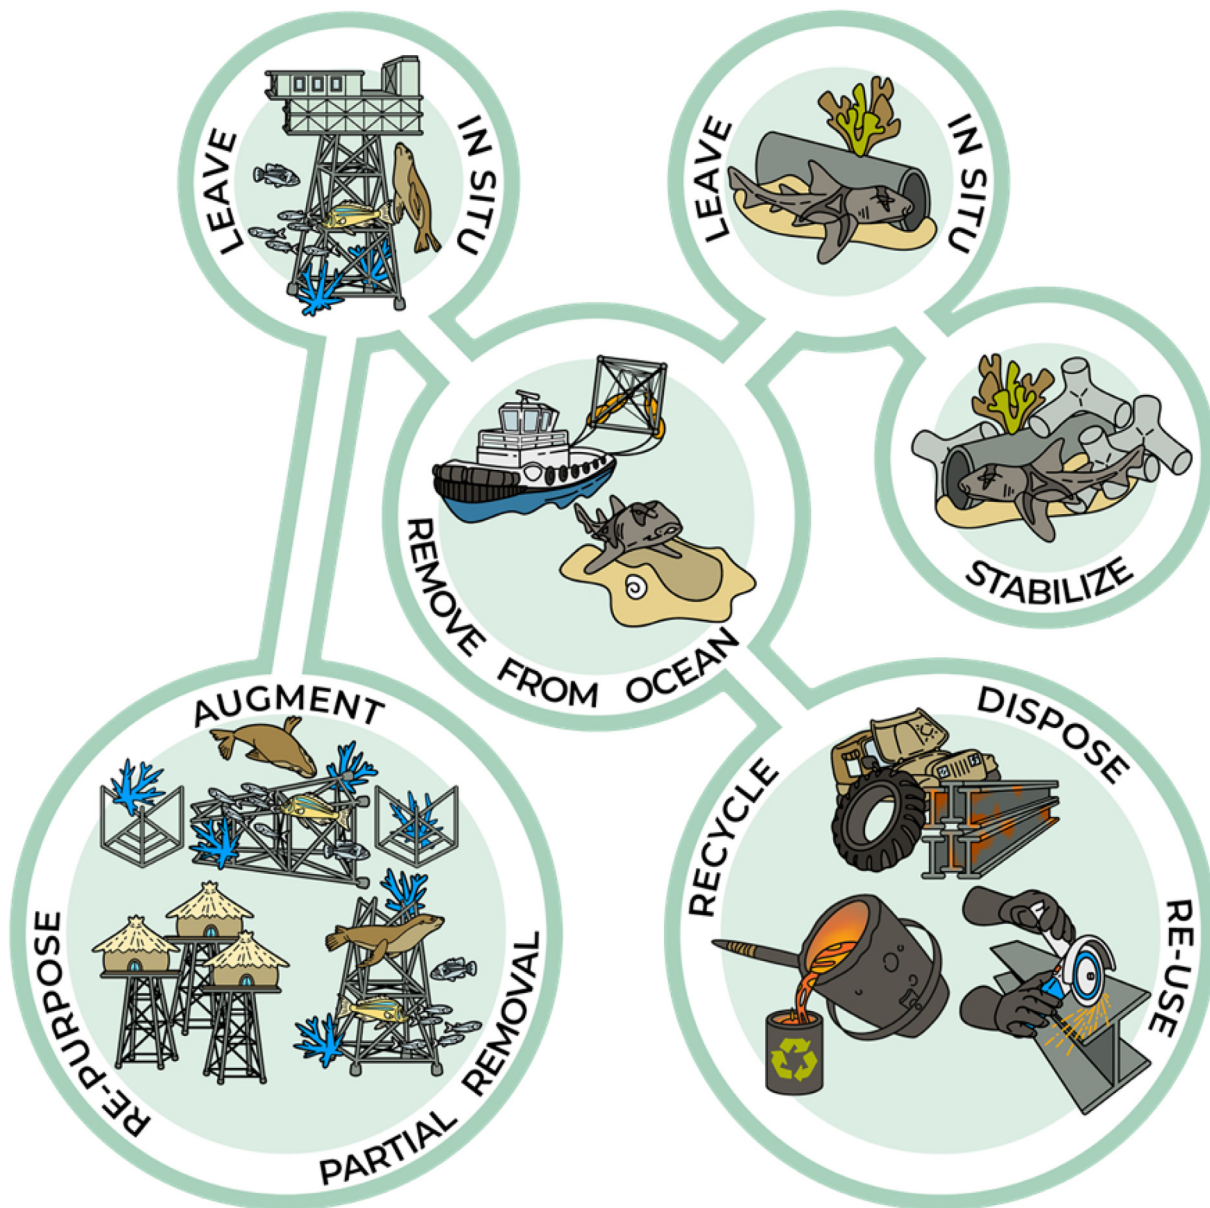 LEAVE IN SITU
LEAVE IN SITU
REMOVE FROM OCEAN
STABILIZE
AUGMENT
RE-PURPOSE
PARTIAL REMOVAL
RECYCLE
DISPOSE
RE-USE